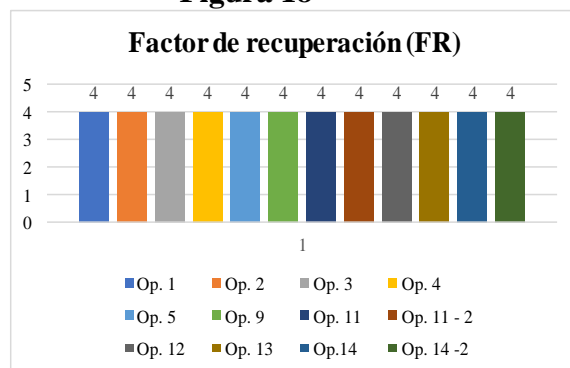 Figura 18
Factor de recuperación (FR)
4 4 4 4 4 4 4 4 4 4 4 4
5
4
3
2
1
0
1
Op. 1 Op. 2 Op. 3 Op. 4
Op. 5 Op. 9 Op. 11 Op. 11 - 2
Op. 12 Op. 13 Op.14 Op. 14 -2